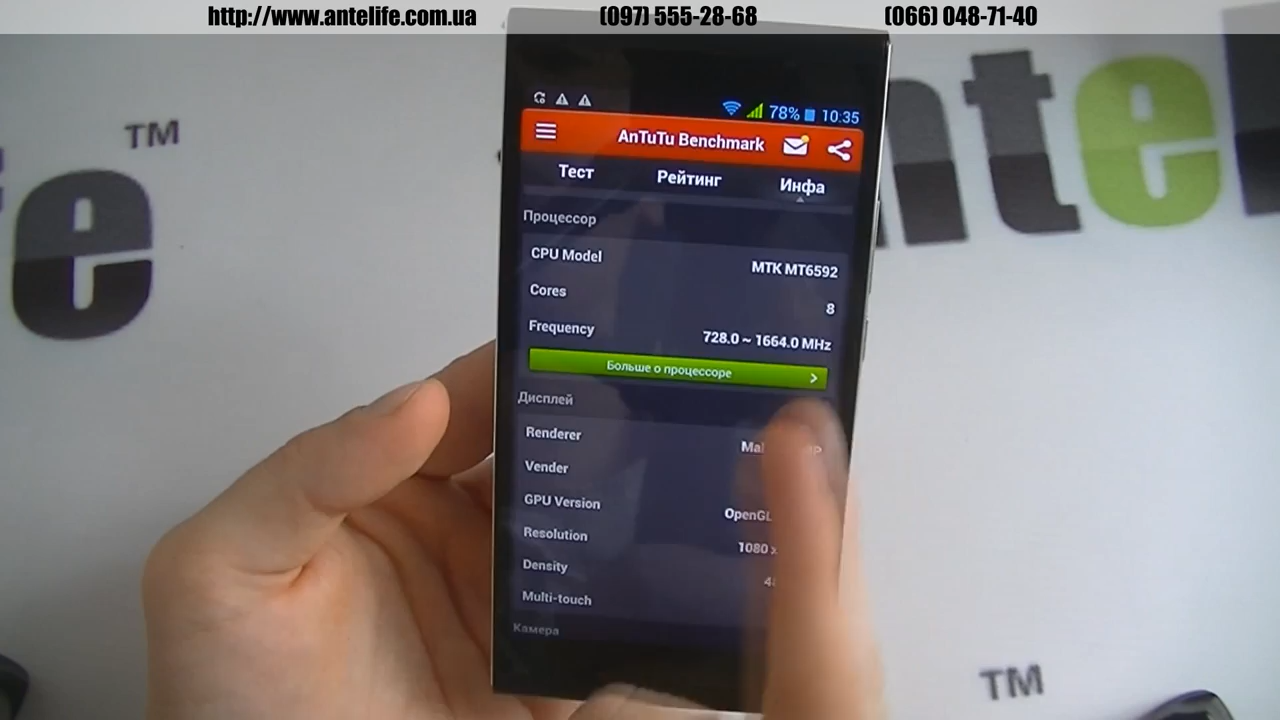 http://www.antelife.com.ua (097) 555-28-68 (066) 048-71-40
TM
78% 10:35
AnTuTu Benchmark
Тест Рейтинг Инфа
Процессор
CPU Model MTK MT6592
Cores 8
Frequency 728.0 ~ 1664.0 MHz
Больше о процессоре
Дисплей
Renderer
Vender
GPU Version OpenGL
Resolution 1080 x
Density
Multi-touch
Камера
TM